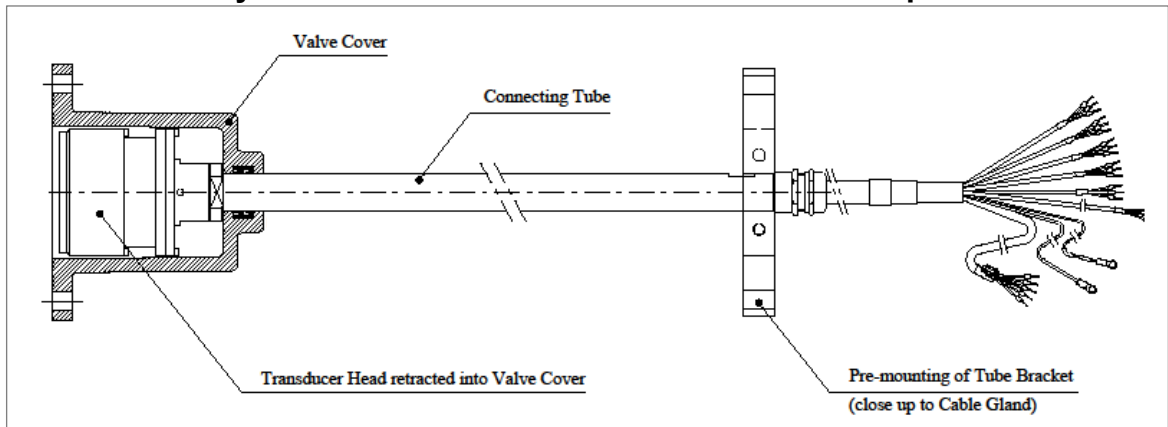 Valve Cover
Connecting Tube
Transducer Head retracted into Valve Cover
Pre-mounting of Tube Bracket
(close up to Cable Gland)